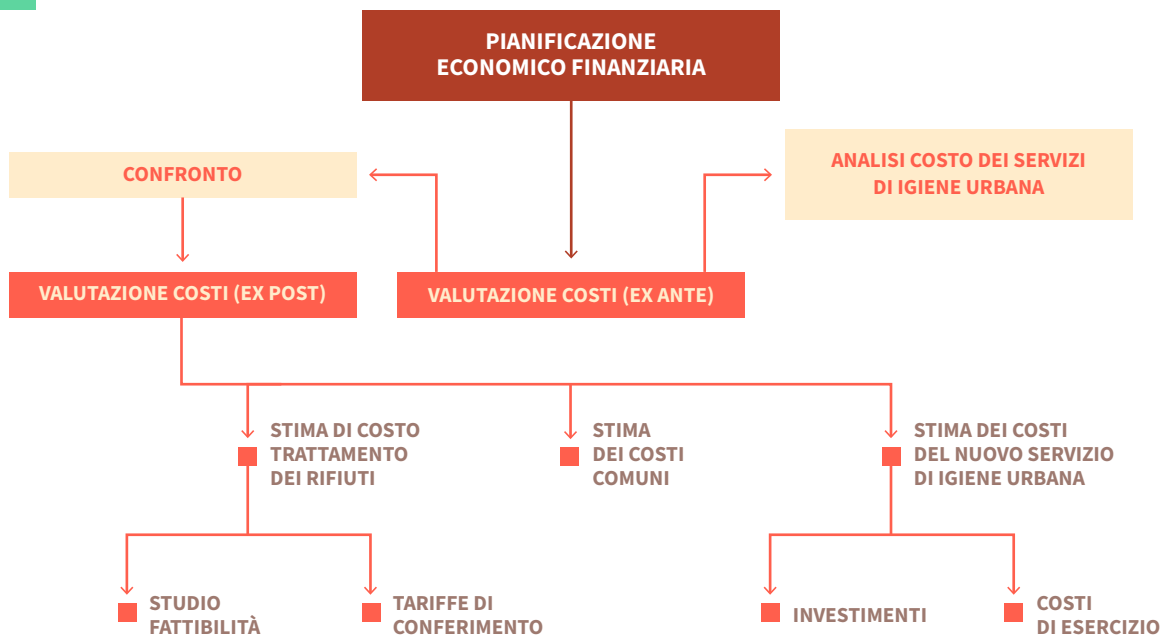 PIANIFICAZIONE
ECONOMICO FINANZIARIA
CONFRONTO
ANALISI COSTO DEI SERVIZI
DI IGIENE URBANA
VALUTAZIONE COSTI (EX POST)
VALUTAZIONE COSTI (EX ANTE)
STIMA DI COSTO
TRATTAMENTO
DEI RIFIUTI
STIMA
DEI COSTI
COMUNI
STIMA DEI COSTI
DEL NUOVO SERVIZIO
DI IGIENE URBANA
STUDIO
FATTIBILITÀ
TARIFFE DI
CONFERIMENTO
INVESTIMENTI
COSTI
DI ESERCIZIO